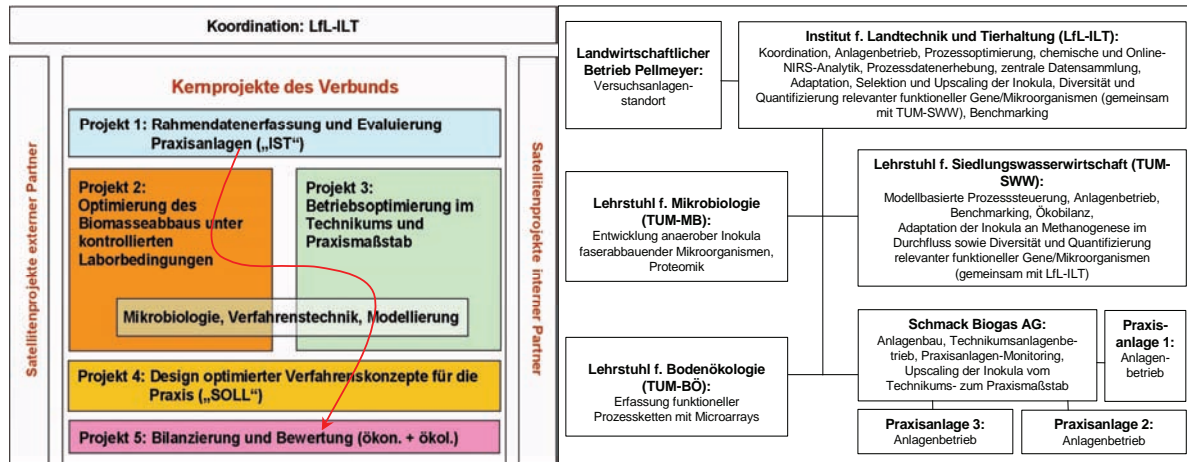 Koordination: LfL-ILT
Satellitenprojekte externer Partner
Kernprojekte des Verbunds
Projekt 1: Rahmendatenerfassung und Evaluierung
Praxisanlagen („IST“)
Projekt 2:
Optimierung des
Biomasseabbaus unter
kontrollierten
Laborbedingungen
Projekt 3:
Betriebsoptimierung im
Technikums und
Praxismaßstab
Mikrobiologie, Verfahrenstechnik, Modellierung
Projekt 4: Design optimierter Verfahrenskonzepte für die
Praxis („SOLL“)
Projekt 5: Bilanzierung und Bewertung (ökon. + ökol.)
Satellitenprojekte interner Partner
Landwirtschaftlicher
Betrieb Pellmeyer:
Versuchsanlagen-
standort
Institut f. Landtechnik und Tierhaltung (LfL-ILT):
Koordination, Anlagenbetrieb, Prozessoptimierung, chemische und Online-
NIRS-Analytik, Prozessdatenerhebung, zentrale Datensammlung,
Adaptation, Selektion und Upscaling der Inokula, Diversität und
Quantifizierung relevanter funktioneller Gene/Mikroorganismen (gemeinsam
mit TUM-SWW), Benchmarking
Lehrstuhl f. Mikrobiologie
(TUM-MB):
Entwicklung anaerober Inokula
faserabbauender Mikroorganismen,
Proteomik
Lehrstuhl f. Siedlungswasserwirtschaft (TUM-
SWW):
Modellbasierte Prozesssteuerung, Anlagenbetrieb,
Benchmarking, Ökobilanz,
Adaptation der Inokula an Methanogenese im
Durchfluss sowie Diversität und Quantifizierung
relevanter funktioneller Gene/Mikroorganismen
(gemeinsam mit LfL-ILT)
Lehrstuhl f. Bodenökologie
(TUM-BÖ):
Erfassung funktioneller
Prozessketten mit Microarrays
Schmack Biogas AG:
Anlagenbau, Technikumsanlagenbe-
trieb, Praxisanlagen-Monitoring,
Upscaling der Inokula vom
Technikums- zum Praxismaßstab
Praxis-
anlage 1:
Anlagen-
betrieb
Praxisanlage 3:
Anlagenbetrieb
Praxisanlage 2:
Anlagenbetrieb